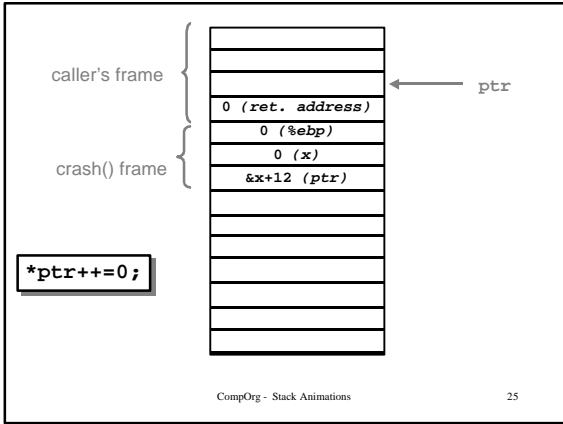 caller's frame
ptr
0 (ret. address)
0 (%ebp)
0 (x)
crash() frame
&x+12 (ptr)
*ptr++=0;
CompOrg - Stack Animations
25